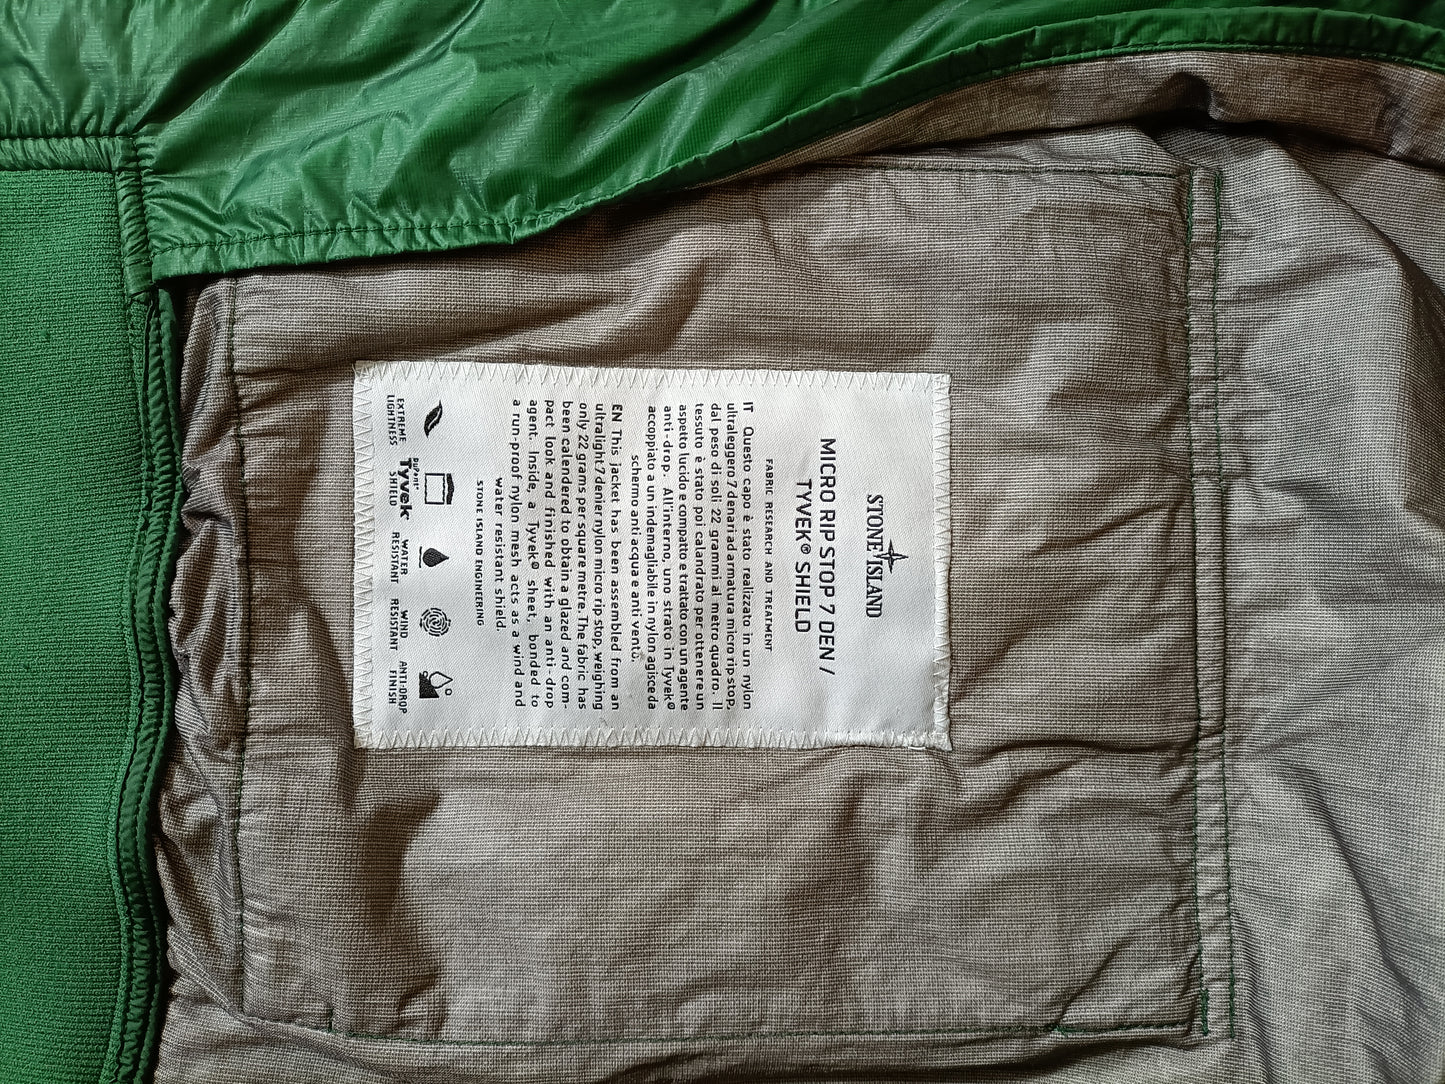 STONE ISLAND
MICRO RIP STOP 7 DEN /
TYVEK® SHIELD
FABRIC RESEARCH AND TREATMENT
IT Questo capo è stato realizzato in un nylon
ultraleggero 7 denari ad armatura micro rip stop,
dal peso di soli 22 grammi al metro quadro. Il
tessuto è stato poi calandrato per ottenere un
aspetto lucido e compatto e trattato con un agente
anti-drop. All'interno, uno strato in Tyvek®
accoppiato a un indemagliabile in nylon agisce da
schermo anti acqua e anti vento.
EN This jacket has been assembled from an
ultralight 7 denier nylon micro rip stop, weighing
only 22 grams per square metre. The fabric has
been calendered to obtain a glazed and com-
pact look and finished with an anti-drop
agent. Inside, a Tyvek® sheet, bonded to
a run-proof nylon mesh acts as a wind and
water resistant shield.
STONE ISLAND ENGINEERING
EXTREME
LIGHTNESS
DuPont™
Tyvek®
SHIELD
WATER
RESISTANT
WIND
RESISTANT
ANTI-DROP
FINISH